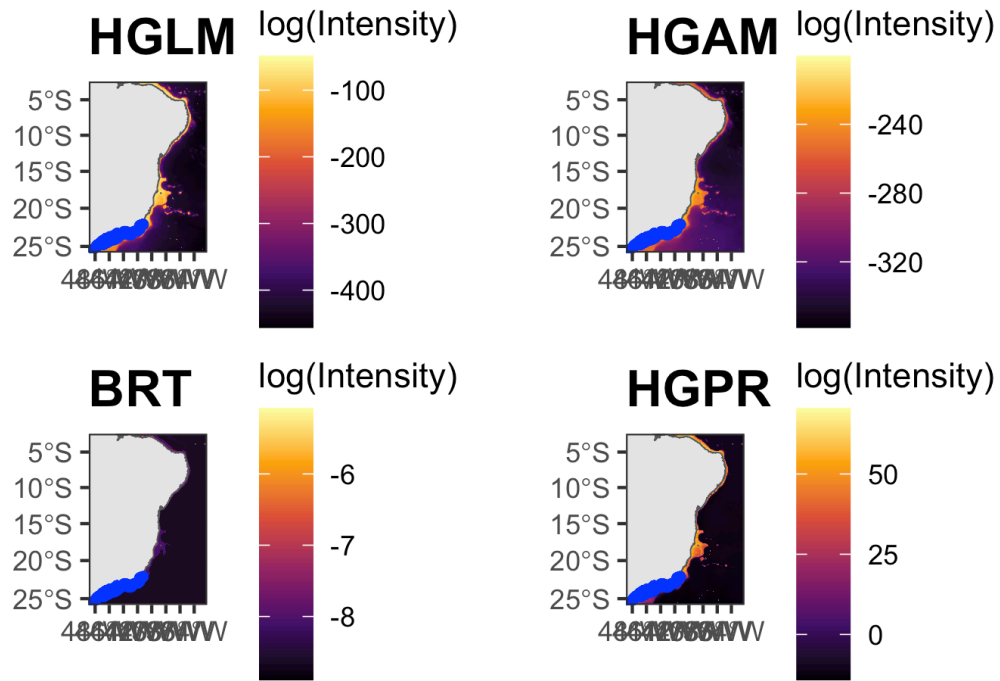 HGLM
log(Intensity)
-100
-200
-300
-400
5°S
10°S
15°S
20°S
25°S
HGAM
log(Intensity)
-240
-280
-320
5°S
10°S
15°S
20°S
25°S
BRT
log(Intensity)
-6
-7
-8
5°S
10°S
15°S
20°S
25°S
HGPR
log(Intensity)
50
25
0
5°S
10°S
15°S
20°S
25°S